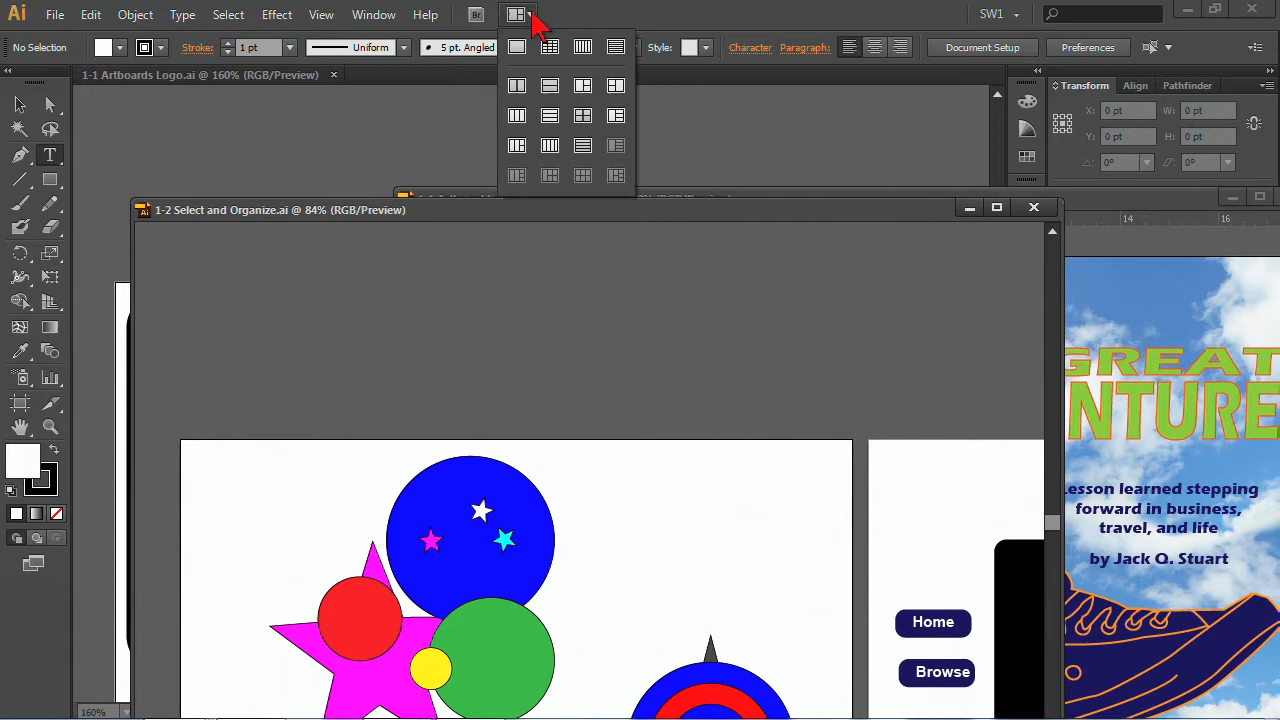 Ai File Edit Object Type Select Effect View Window Help Br SW1
No Selection Stroke: 1 pt Uniform 5 pt. Angled Style: Character Paragraph: Document Setup Preferences
1-1 Artboards Logo.ai @ 160% (RGB/Preview)
Transform Align Pathfinder
X: 0 pt W: 0 pt
Y: 0 pt H: 0 pt
0° 0°
1-2 Select and Organize.ai @ 84% (RGB/Preview)
14 16
GREAT
NTURE
Lesson learned stepping
forward in business,
travel, and life
by Jack Q. Stuart
Home
Browse
160%